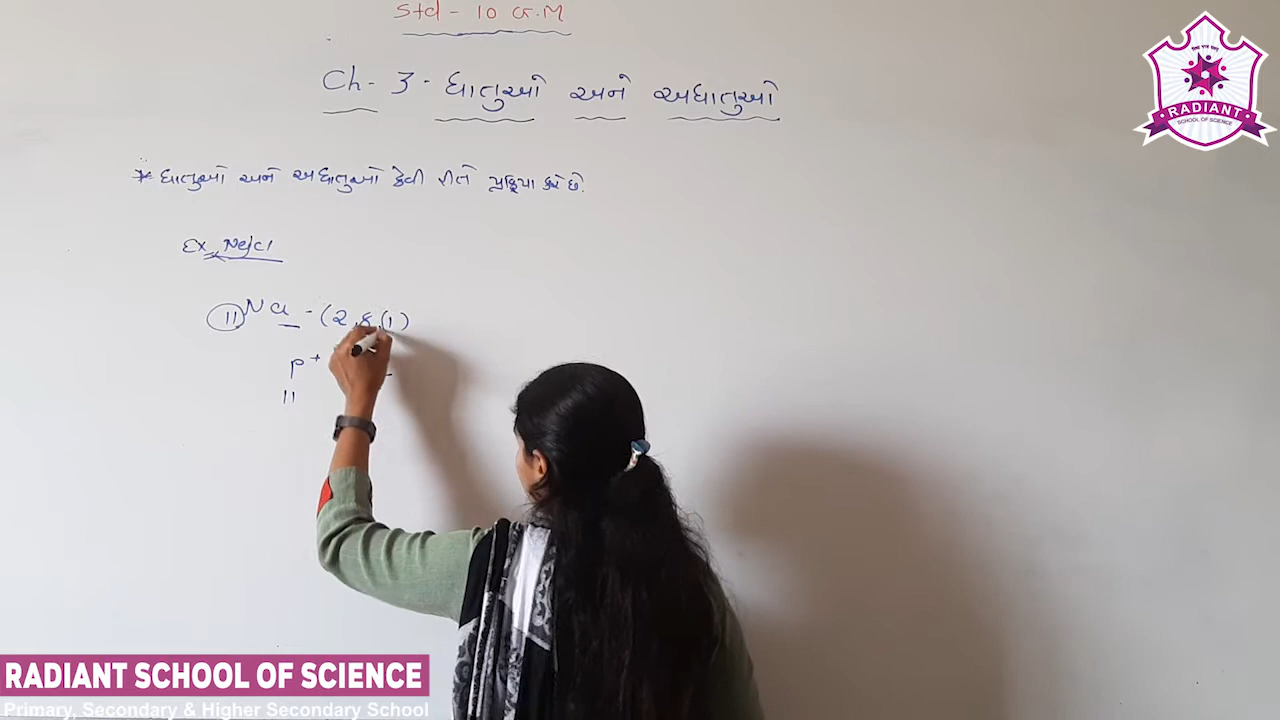 Std - 10 G.M
Ch - 3 - ધાતુઓ અને અધાતુઓ
* ધાતુઓ અને અધાતુઓ કેવી રીતે પ્રક્રિયા કરે છે.
Ex, Nacl
11 Na - (2, 8, 1)
p+
11
RADIANT
SCHOOL OF SCIENCE
RADIANT SCHOOL OF SCIENCE
Primary, Secondary & Higher Secondary School